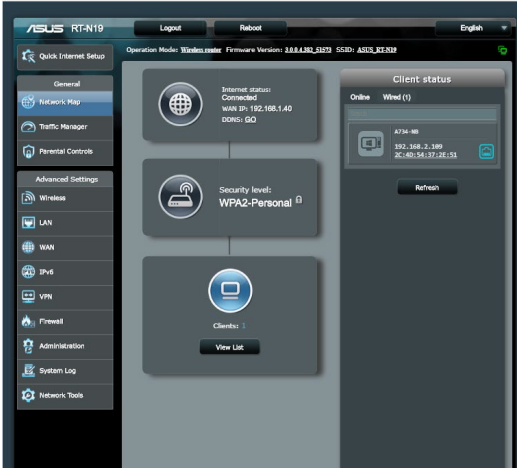 ASUS RT-N19 Logout Reboot English
Quick Internet Setup
Operation Mode: Wireless router Firmware Version: 3.0.0.4.382_51573 SSID: ASUS_RT-N19
General
Network Map
Traffic Manager
Parental Controls
Advanced Settings
Wireless
LAN
WAN
IPv6
VPN
Firewall
Administration
System Log
Network Tools
Internet status:
Connected
WAN IP: 192.168.1.40
DDNS: GO
Security level:
WPA2-Personal
Clients: 1
View List
Client status
Online Wired (1)
A734-NB
192.168.2.109
2C:4D:54:37:2E:51
Refresh